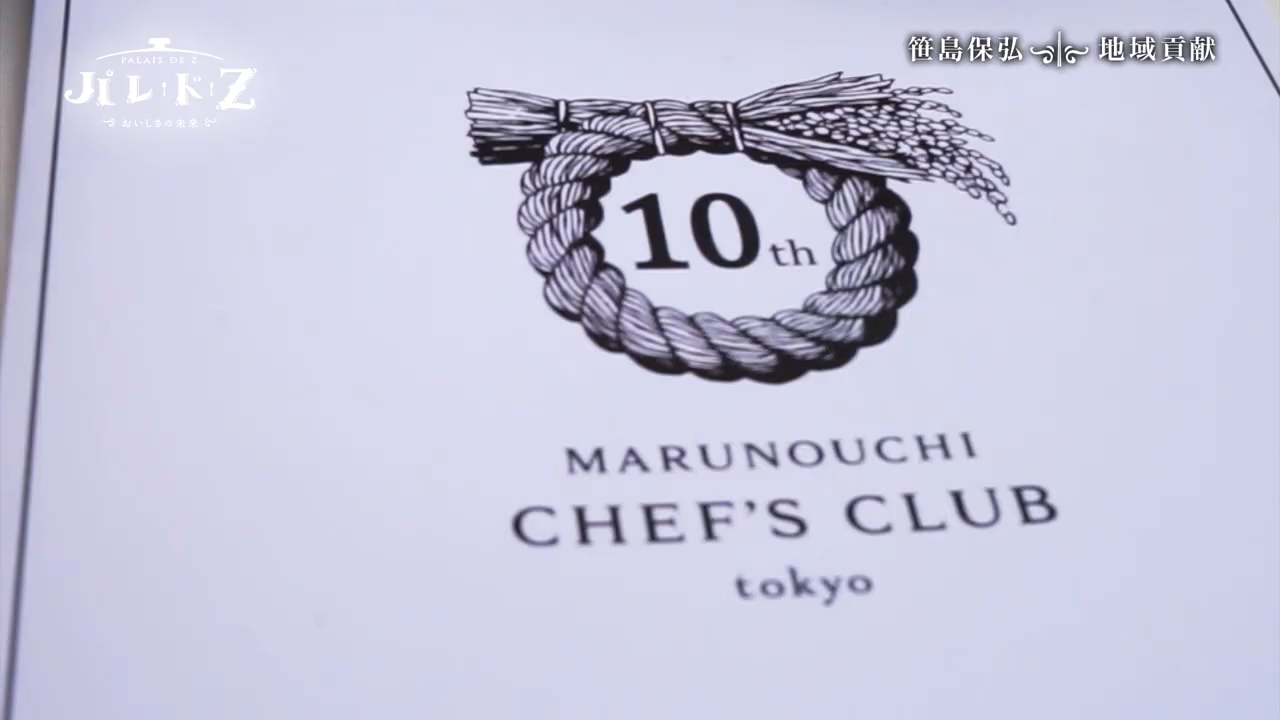 PALAIS DE Z
パレ・ド・Z
おいしさの未来
笹島保弘 地域貢献
10th
MARUNOUCHI
CHEF'S CLUB
tokyo